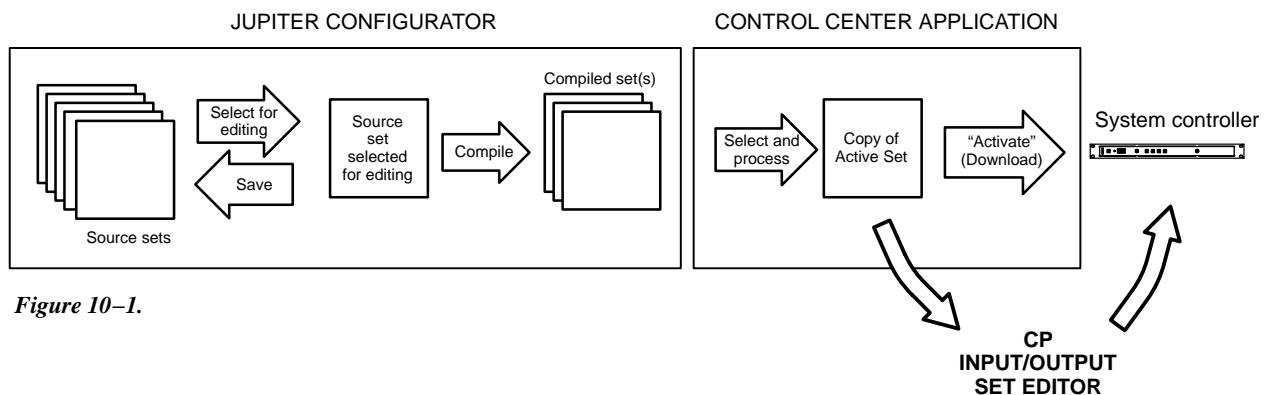 JUPITER CONFIGURATOR
CONTROL CENTER APPLICATION
Select for
editing
Save
Source sets
Source
set
selected
for editing
Compile
Compiled set(s)
Select and
process
Copy of
Active Set
“Activate”
(Download)
System controller
Figure 10–1.
CP
INPUT/OUTPUT
SET EDITOR